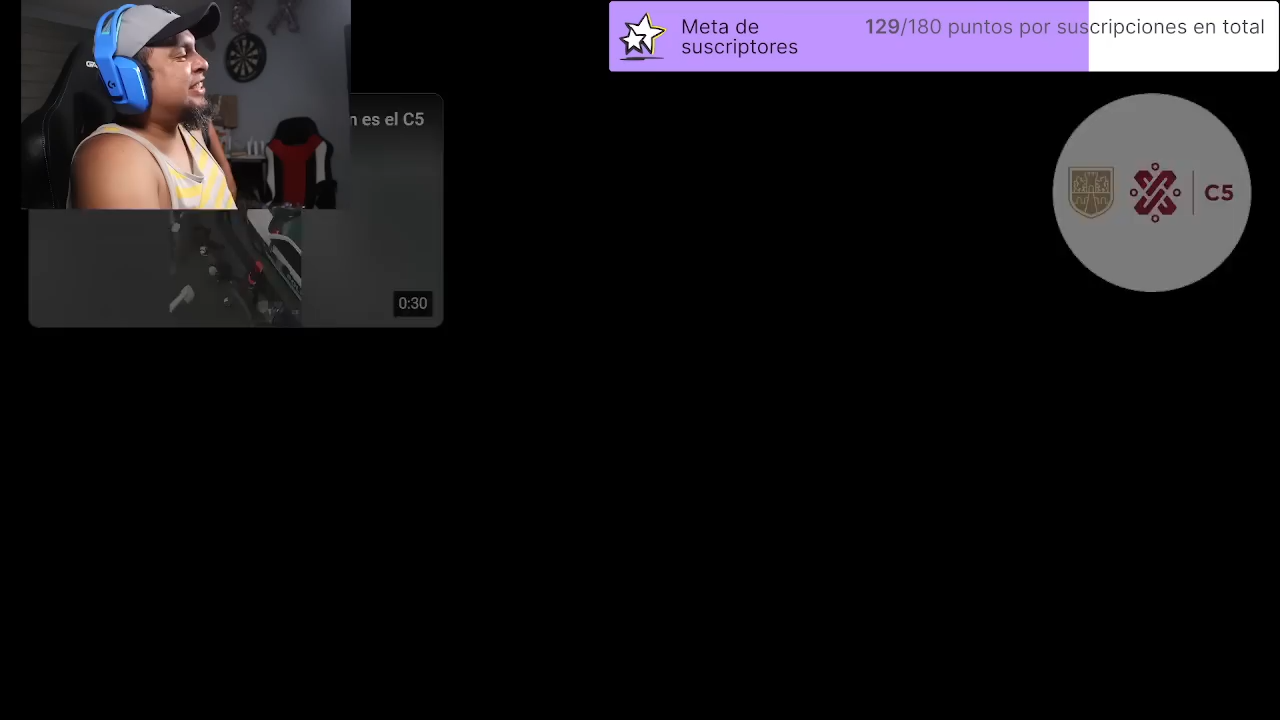 Meta de
suscriptores
129/180 puntos por suscripciones en total
es el C5
C5
0:30